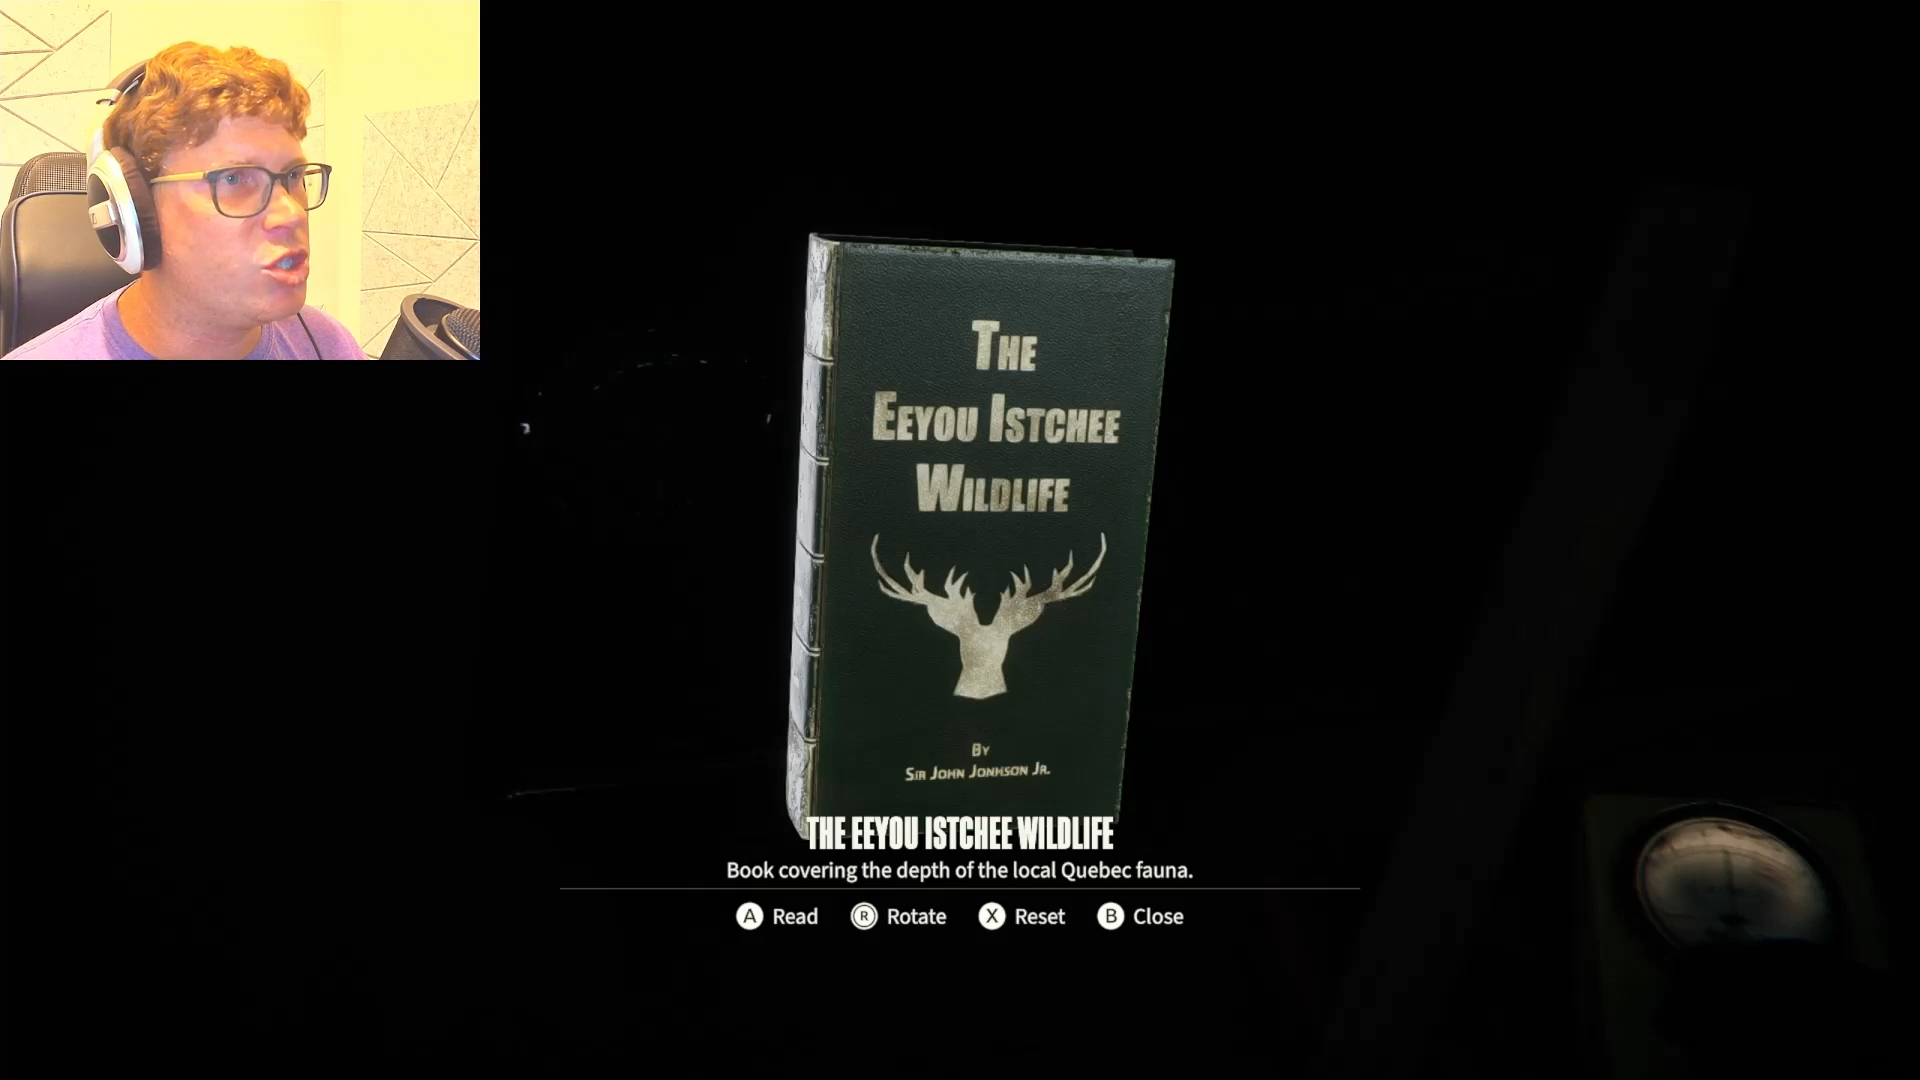 THE
EEYOU ISTCHEE
WILDLIFE
BY
SIR JOHN JONHSON JR.
THE EEYOU ISTCHEE WILDLIFE
Book covering the depth of the local Quebec fauna.
A Read R Rotate X Reset B Close